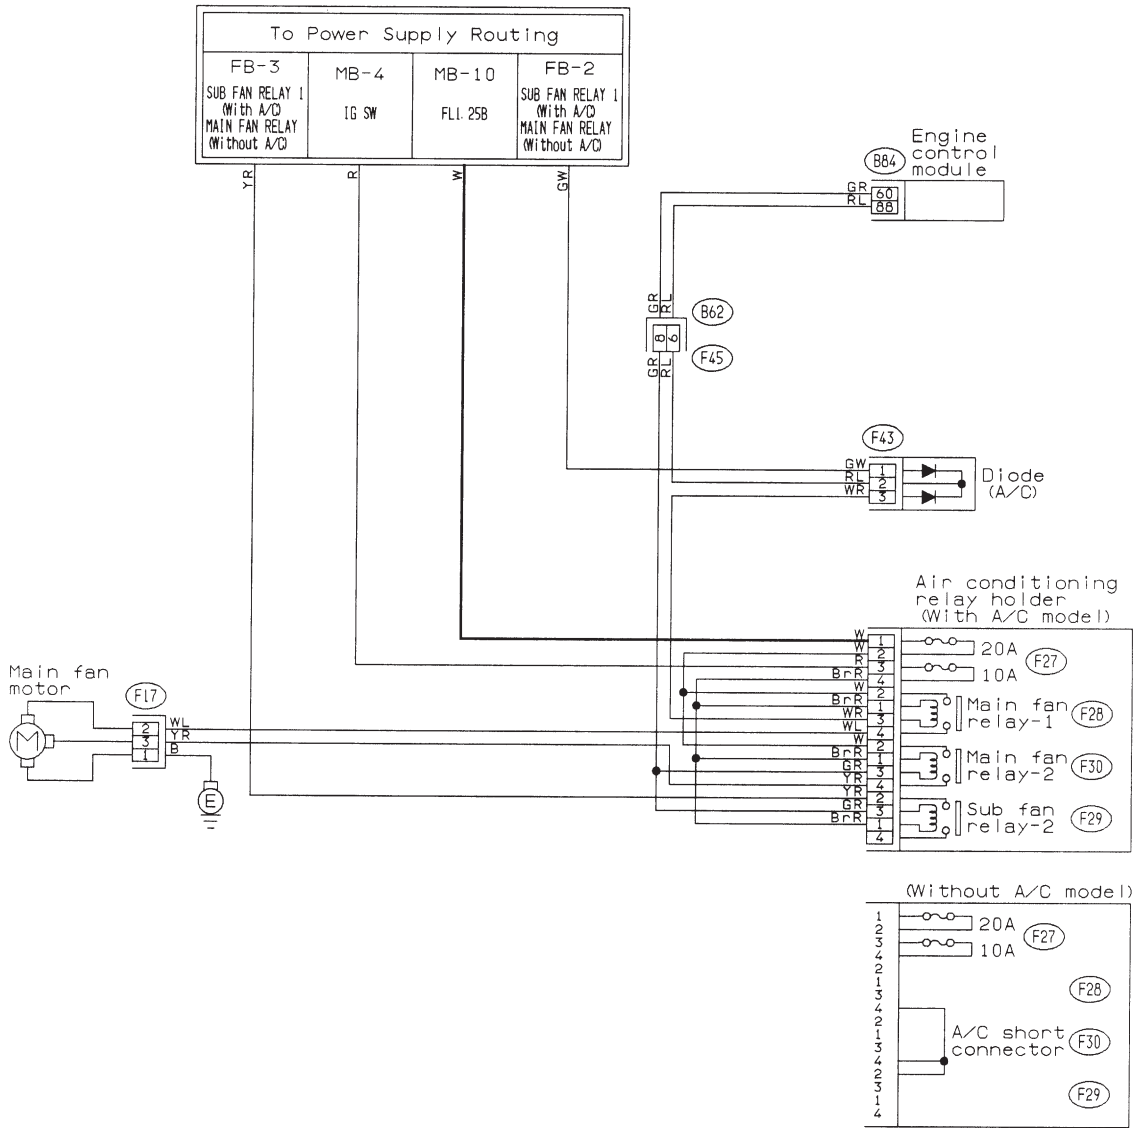 To Power Supply Routing
FB-3
SUB FAN RELAY 1
(With A/C)
MAIN FAN RELAY
(Without A/C)
MB-4
IG SW
MB-10
FL1. 25B
FB-2
SUB FAN RELAY 1
(With A/C)
MAIN FAN RELAY
(Without A/C)
YR
R
W
GW
B84
Engine
control
module
GR 60
RL 88
GR
RL
B62
8
6
F45
GR
RL
F43
GW 1
RL 2
WR 3
Diode
(A/C)
Air conditioning
relay holder
(With A/C model)
W 1
W 2
R 3
BrR 4
W 2
BrR 1
WR 3
WL 4
W 2
BrR 1
GR 3
YR 4
YR 2
GR 3
BrR 1
4
20A
10A
F27
Main fan
relay-1
F28
Main fan
relay-2
F30
Sub fan
relay-2
F29
Main fan
motor
M
F17
2 WL
3 YR
1 B
E
(Without A/C model)
1
2
3
4
2
1
3
4
2
1
3
4
2
3
1
4
20A
10A
F27
F28
A/C short
connector
F30
F29